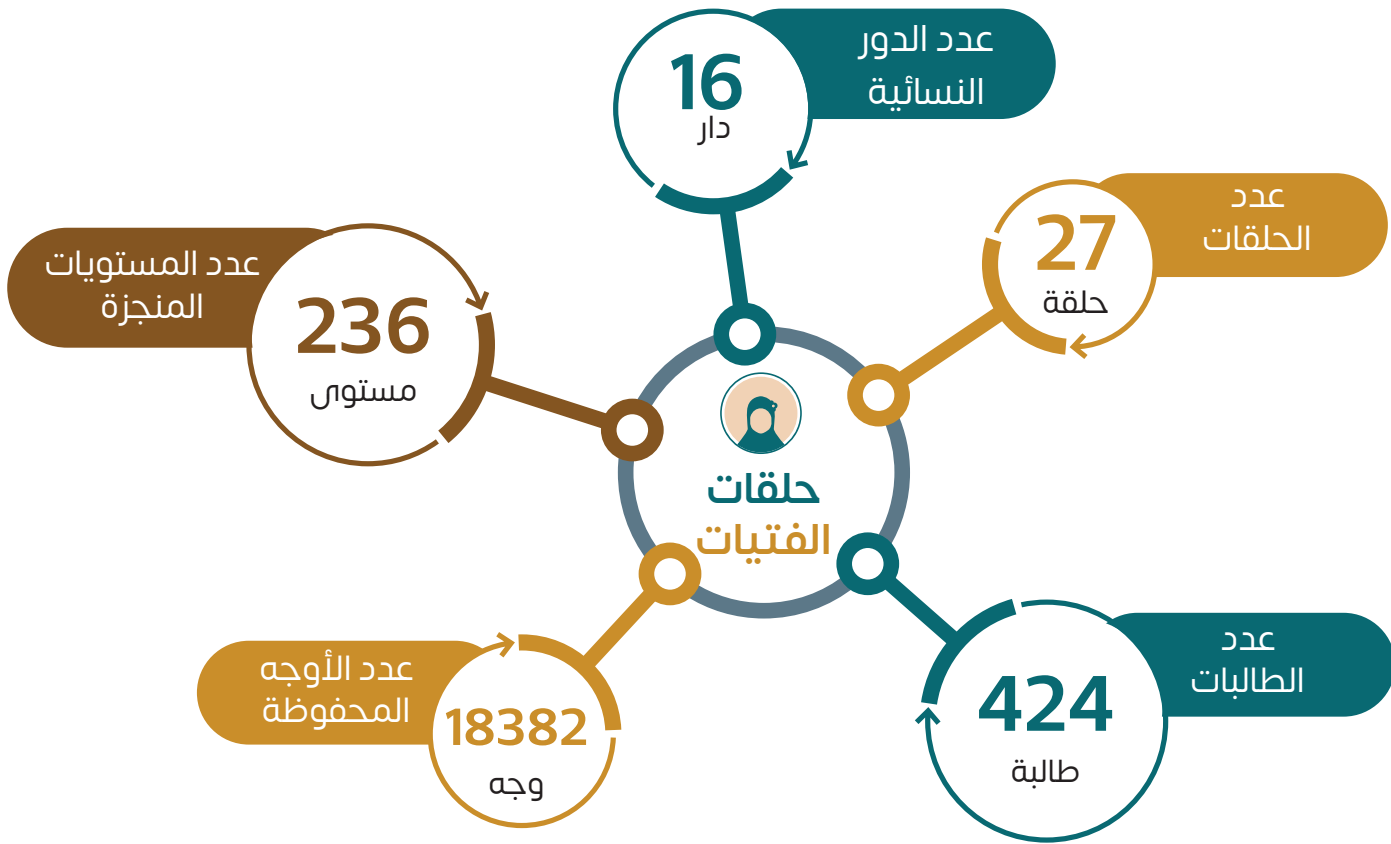 عدد الدور
النسائية
16
دار
عدد
الحلقات
27
حلقة
عدد المستويات
المنجزة
236
مستوى
حلقات
الفتيات
عدد
الطالبات
424
طالبة
عدد الأوجه
المحفوظة
18382
وجه